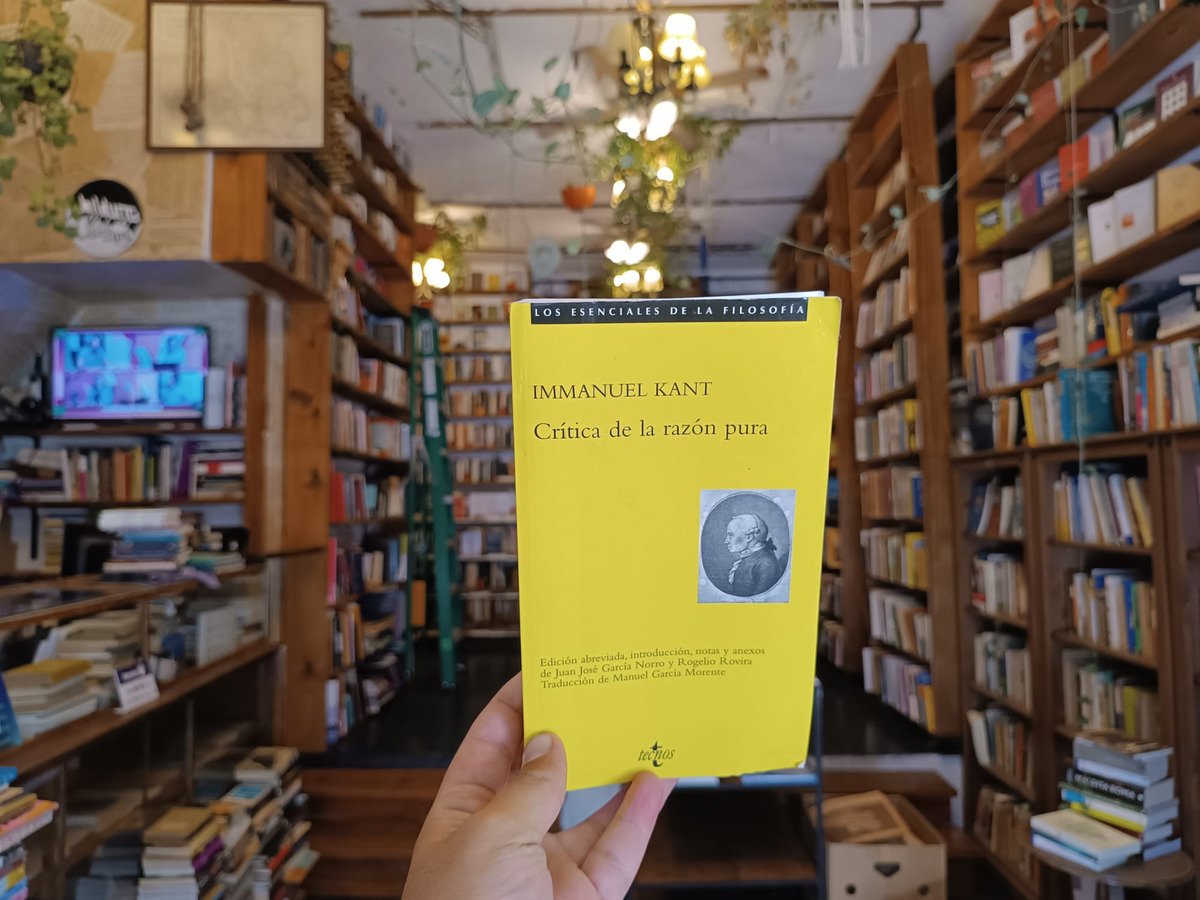 LOS ESENCIALES DE LA FILOSOFÍA
IMMANUEL KANT
Crítica de la razón pura
Edición abreviada, introducción, notas y anexos
de Juan José García Norro y Rogelio Rovira
Traducción de Manuel García Morente
tecnos